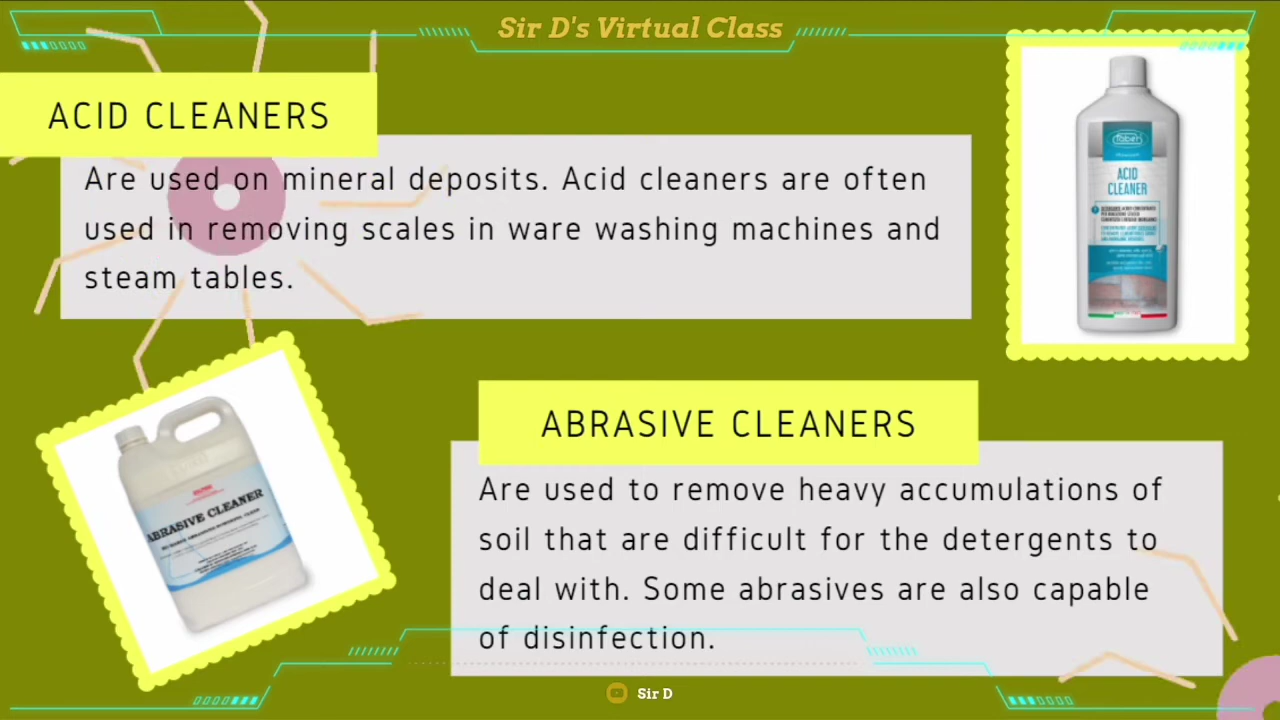 Sir D's Virtual Class
ACID CLEANERS
Are used on mineral deposits. Acid cleaners are often
used in removing scales in ware washing machines and
steam tables.
faber
ACID
CLEANER
ABRASIVE CLEANER
ABRASIVE CLEANERS
Are used to remove heavy accumulations of
soil that are difficult for the detergents to
deal with. Some abrasives are also capable
of disinfection.
Sir D